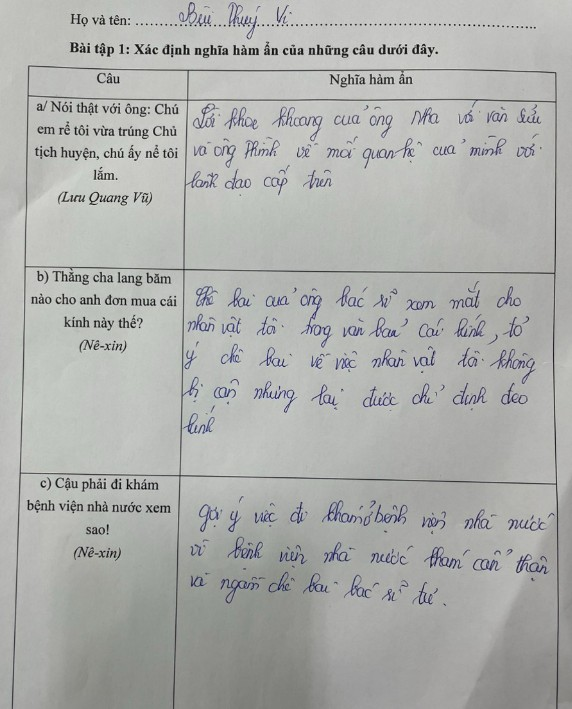 Họ và tên: Bùi Thuý Vi
Bài tập 1: Xác định nghĩa hàm ẩn của những câu dưới đây.
Câu
Nghĩa hàm ẩn
a/ Nói thật với ông: Chú
em rể tôi vừa trúng Chủ
tịch huyện, chú ấy nể tôi
lắm.
(Lưu Quang Vũ)
Lời khoe khoang của ông Nha với văn sửu
và ông Thình về mối quan hệ của mình với
lãnh đạo cấp trên
b) Thằng cha lang băm
nào cho anh đơn mua cái
kính này thế?
(Nê-xin)
chê bai của ông bác sĩ xem mắt cho
nhân vật tôi trong văn bản cái kính, tỏ
ý chê bai về việc nhân vật tôi không
bị cận nhưng lại được chỉ định đeo
kính
c) Cậu phải đi khám
bệnh viện nhà nước xem
sao!
(Nê-xin)
gợi ý việc đi khám ở bệnh viện nhà nước
vì bệnh viện nhà nước thám cẩn thận
và ngầm chê bai bác sĩ tư.